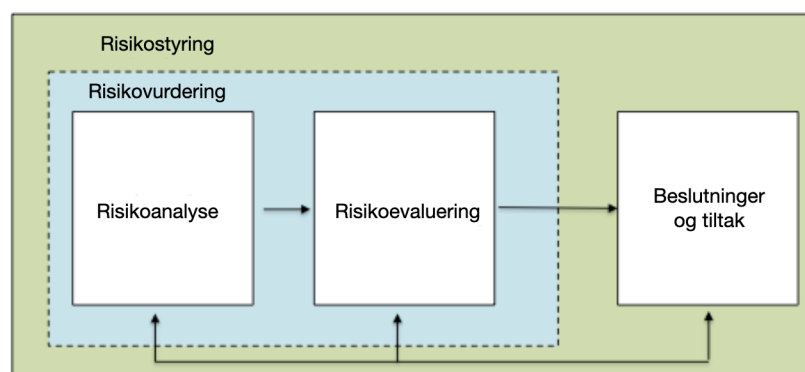 Risikostyring
Risikovurdering
Risikoanalyse
Risikoevaluering
Beslutninger
og tiltak